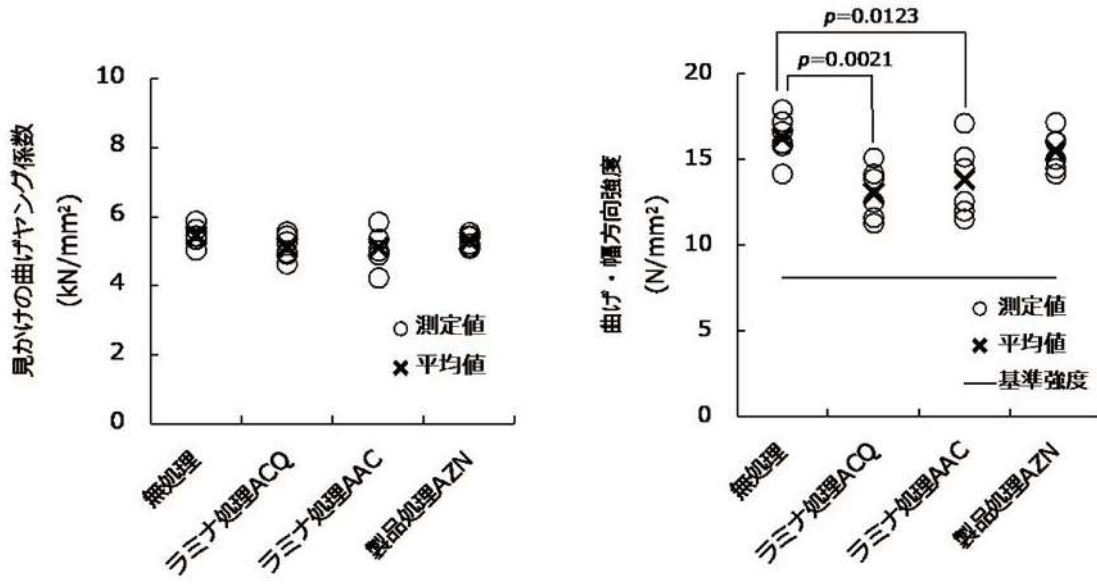 見かけの曲げヤング係数
(kN/mm²)
10
8
6
4
2
0
測定値
平均値
無処理
ラミナ処理ACQ
ラミナ処理AAC
製品処理AZN
p=0.0123
p=0.0021
曲げ・幅方向強度
(N/mm²)
20
15
10
5
0
測定値
平均値
基準強度
無処理
ラミナ処理ACQ
ラミナ処理AAC
製品処理AZN